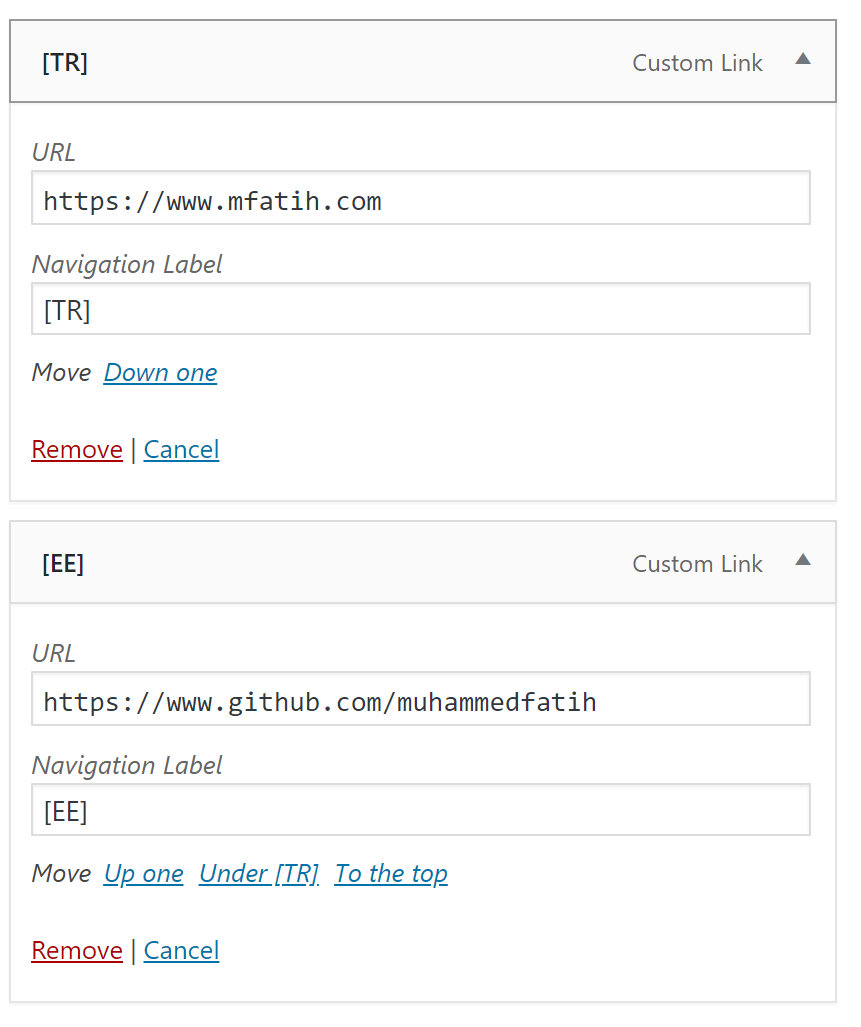 [TR] Custom Link
URL
https://www.mfatih.com
Navigation Label
[TR]
Move Down one
Remove | Cancel
[EE] Custom Link
URL
https://www.github.com/muhammedfatih
Navigation Label
[EE]
Move Up one Under [TR] To the top
Remove | Cancel